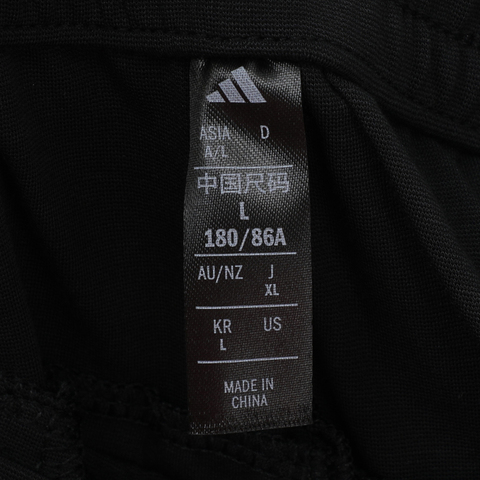 ASIA D
A/L
中国尺码
L
180/86A
AU/NZ J
XL
KR US
L
MADE IN
CHINA